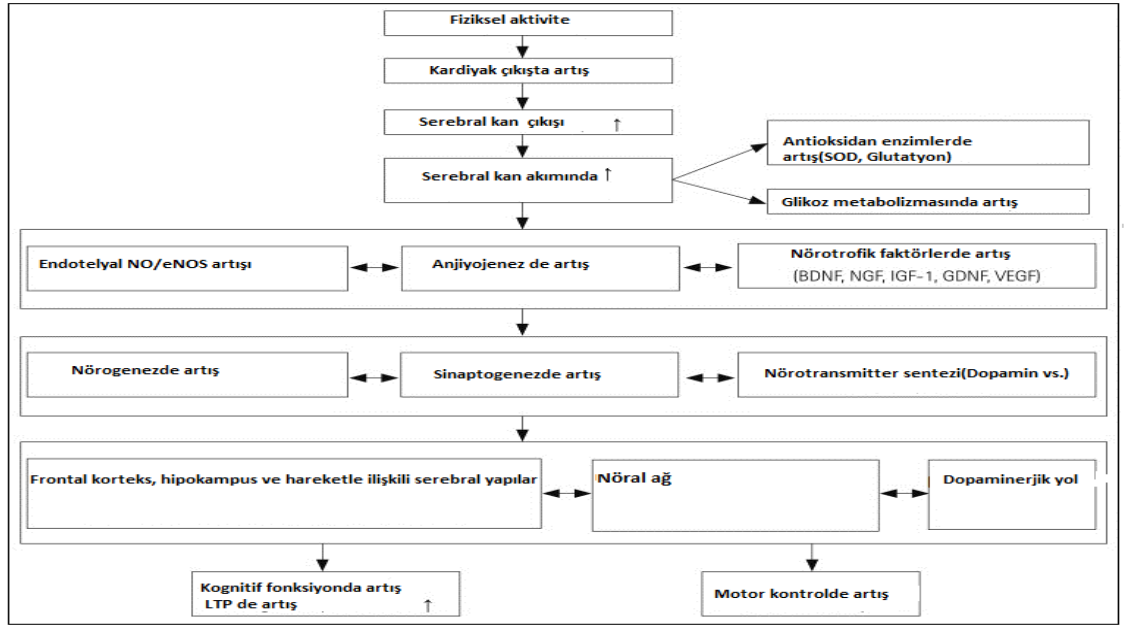 Fiziksel aktivite
Kardiyak çıkışta artış
Serebral kan çıkışı ↑
Serebral kan akımında ↑
Antioksidan enzimlerde
artış(SOD, Glutatyon)
Glikoz metabolizmasında artış
Endotelyal NO/eNOS artışı
Anjiyojenez de artış
Nörotrofik faktörlerde artış
(BDNF, NGF, IGF-1, GDNF, VEGF)
Nörogenezde artış
Sinaptogenezde artış
Nörotransmitter sentezi(Dopamin vs.)
Frontal korteks, hipokampus ve hareketle ilişkili serebral yapılar
Nöral ağ
Dopaminerjik yol
Kognitif fonksiyonda artış
LTP de artış ↑
Motor kontrolde artış